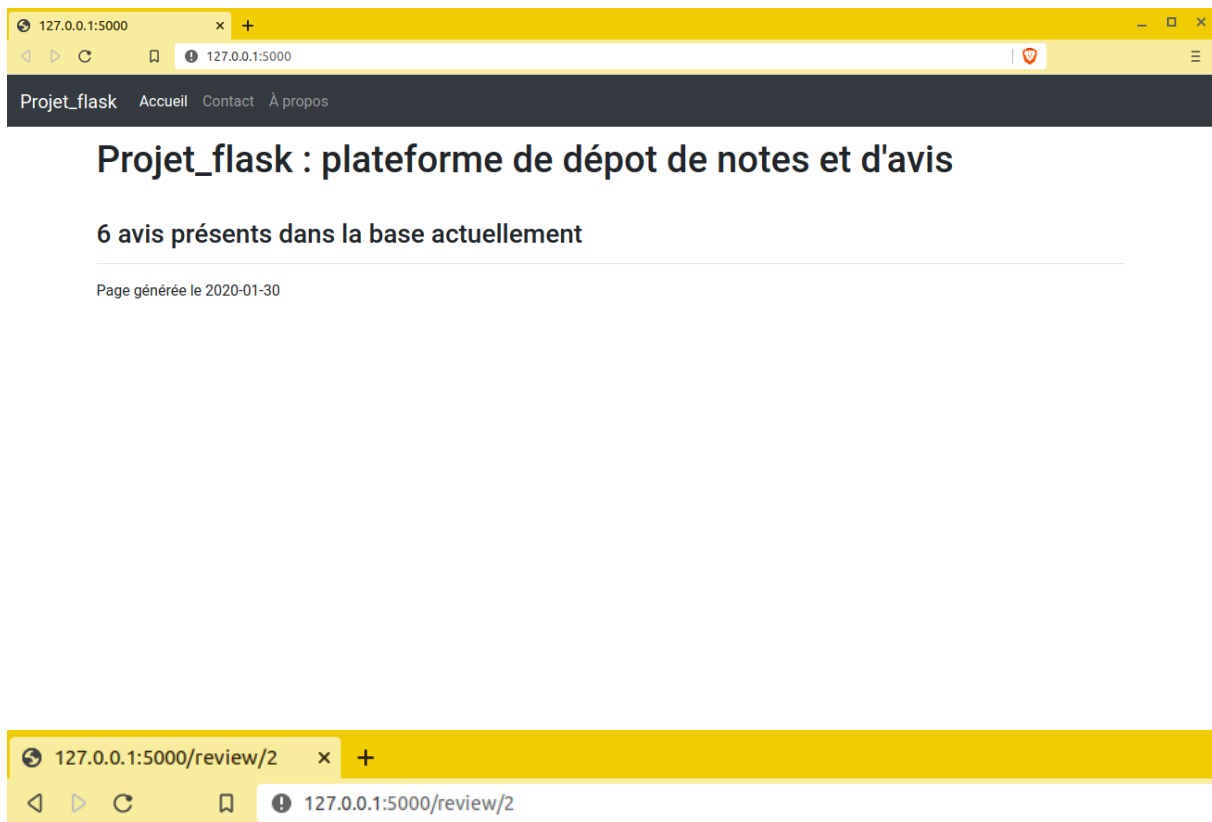 127.0.0.1:5000
127.0.0.1:5000
Projet_flask Accueil Contact À propos
Projet_flask : plateforme de dépot de notes et d'avis
6 avis présents dans la base actuellement
Page générée le 2020-01-30
127.0.0.1:5000/review/2
127.0.0.1:5000/review/2